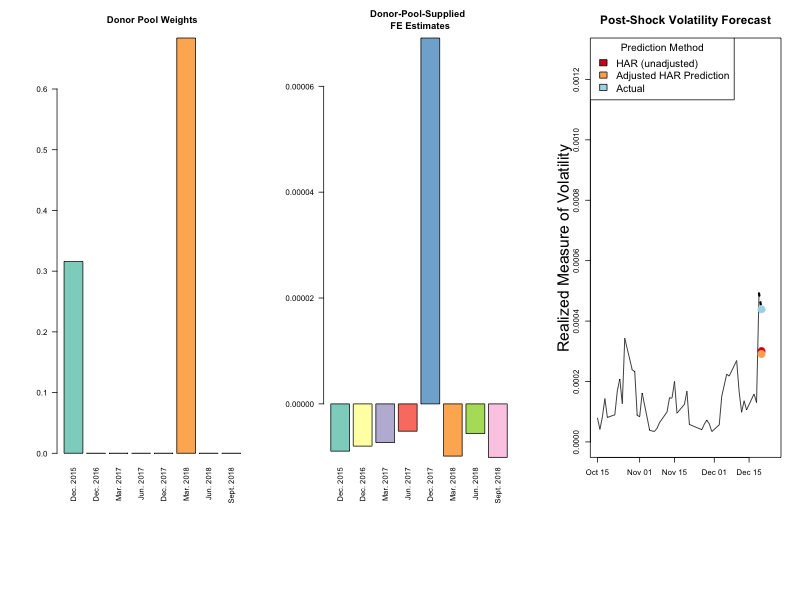 Donor Pool Weights
0.6
0.5
0.4
0.3
0.2
0.1
0.0
Dec. 2015
Dec. 2016
Mar. 2017
Jun. 2017
Dec. 2017
Mar. 2018
Jun. 2018
Sept. 2018
Donor-Pool-Supplied
FE Estimates
0.00006
0.00004
0.00002
0.00000
Dec. 2015
Dec. 2016
Mar. 2017
Jun. 2017
Dec. 2017
Mar. 2018
Jun. 2018
Sept. 2018
Post-Shock Volatility Forecast
Prediction Method
HAR (unadjusted)
Adjusted HAR Prediction
Actual
Realized Measure of Volatility
0.0012
0.0010
0.0008
0.0006
0.0004
0.0002
0.0000
Oct 15
Nov 01
Nov 15
Dec 01
Dec 15